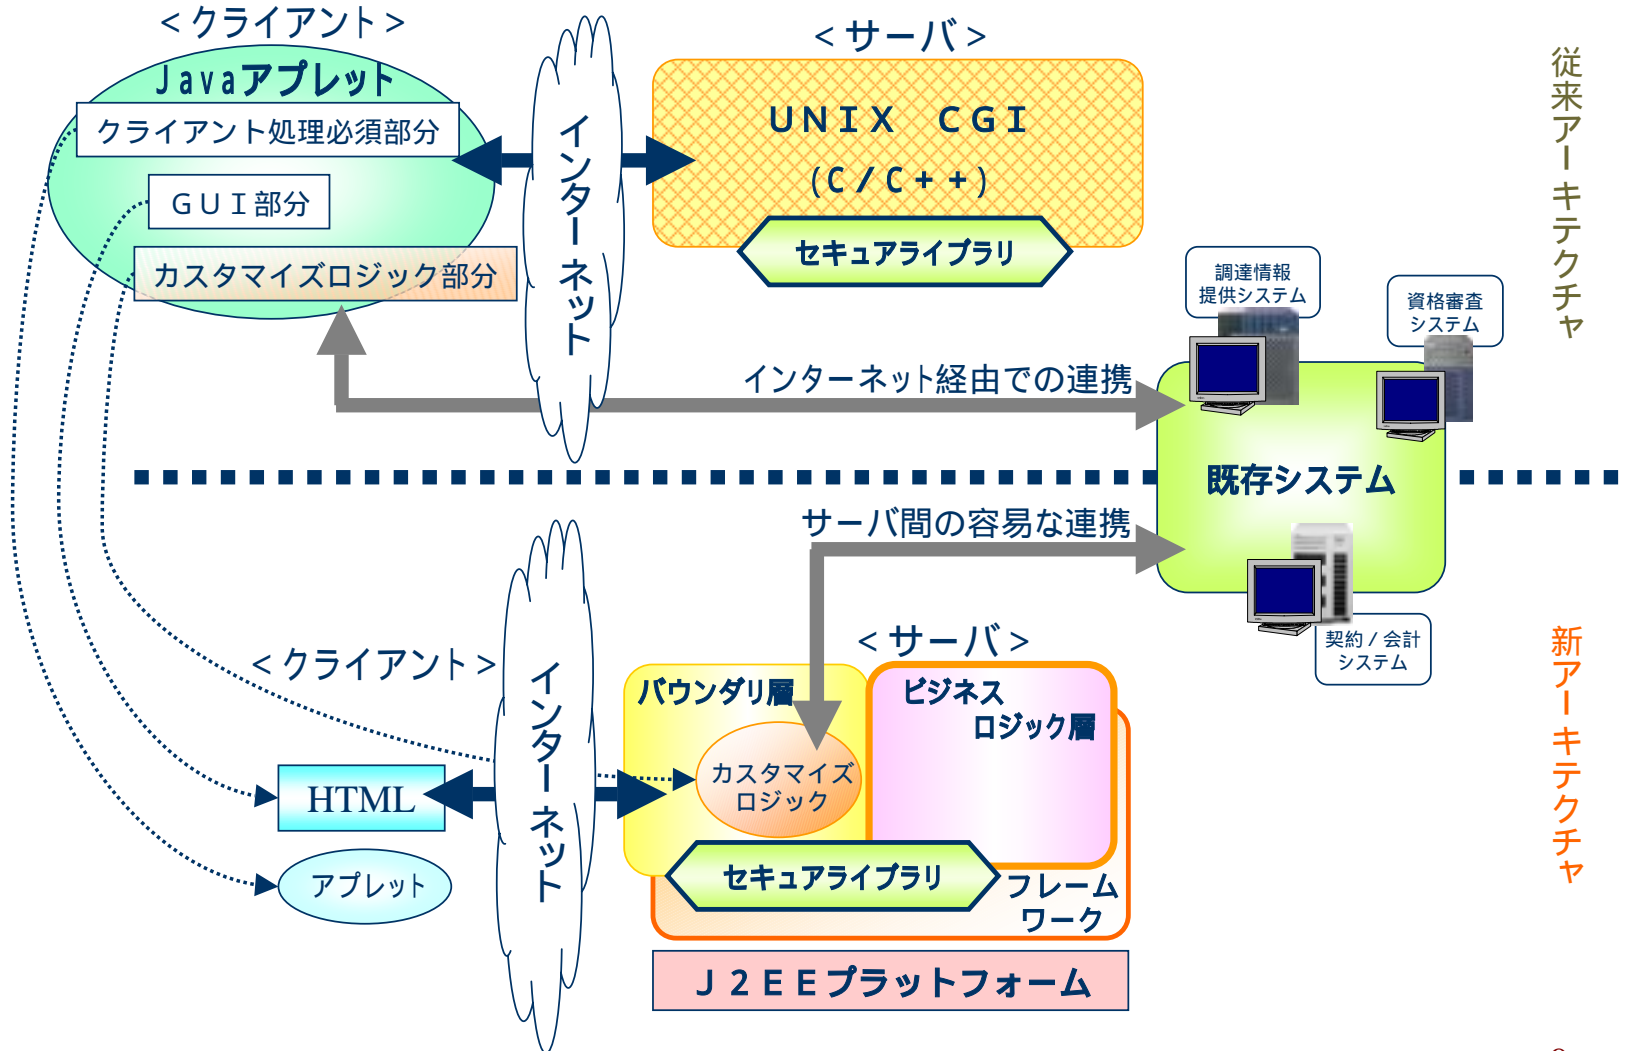 ＜クライアント＞
Ｊａｖａアプレット
クライアント処理必須部分
ＧＵＩ部分
カスタマイズロジック部分
インターネット
＜サーバ＞
ＵＮＩＸ　ＣＧＩ
（Ｃ／Ｃ＋＋）
セキュアライブラリ
従来アーキテクチャ
調達情報
提供システム
資格審査
システム
インターネット経由での連携
既存システム
サーバ間の容易な連携
契約／会計
システム
新アーキテクチャ
＜クライアント＞
HTML
アプレット
インターネット
＜サーバ＞
バウンダリ層
カスタマイズ
ロジック
ビジネス
ロジック層
セキュアライブラリ
フレーム
ワーク
Ｊ２ＥＥプラットフォーム